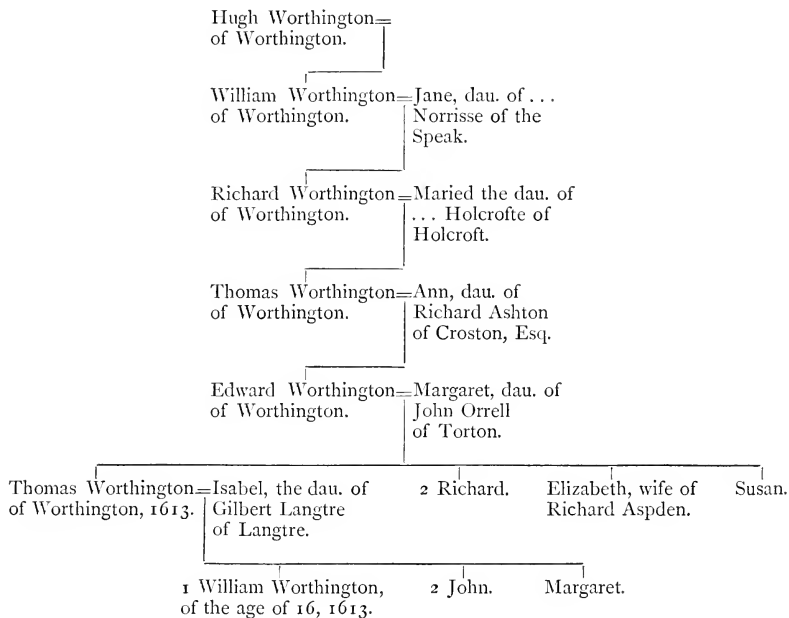 Hugh Worthington=
of Worthington.
William Worthington=Jane, dau. of ...
of Worthington. Norrisse of the
Speak.
Richard Worthington=Maried the dau. of
of Worthington. ... Holcrofte of
Holcroft.
Thomas Worthington=Ann, dau. of
of Worthington. Richard Ashton
of Croston, Esq.
Edward Worthington=Margaret, dau. of
of Worthington. John Orrell
of Torton.
Thomas Worthington=Isabel, the dau. of 2 Richard. Elizabeth, wife of Susan.
of Worthington, 1613. Gilbert Langtre Richard Aspden.
of Langtre.
1 William Worthington, 2 John. Margaret.
of the age of 16, 1613.